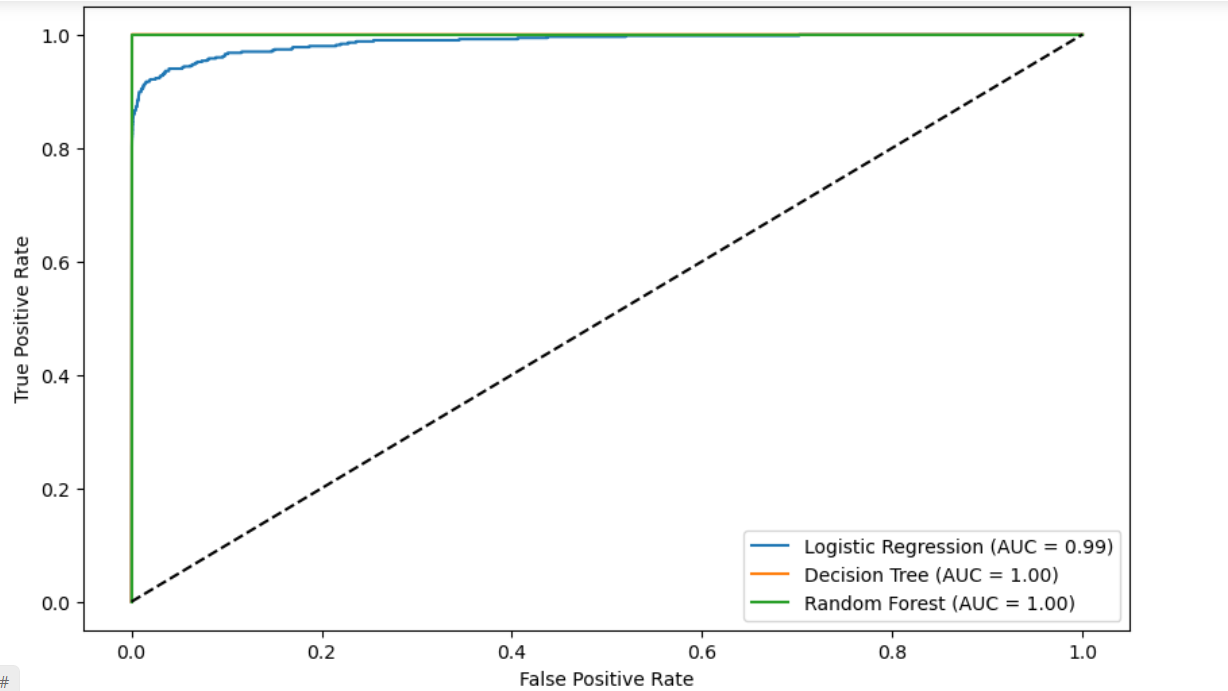 1.0
0.8
0.6
0.4
0.2
0.0
True Positive Rate
Logistic Regression (AUC = 0.99)
Decision Tree (AUC = 1.00)
Random Forest (AUC = 1.00)
0.0 0.2 0.4 0.6 0.8 1.0
False Positive Rate
#